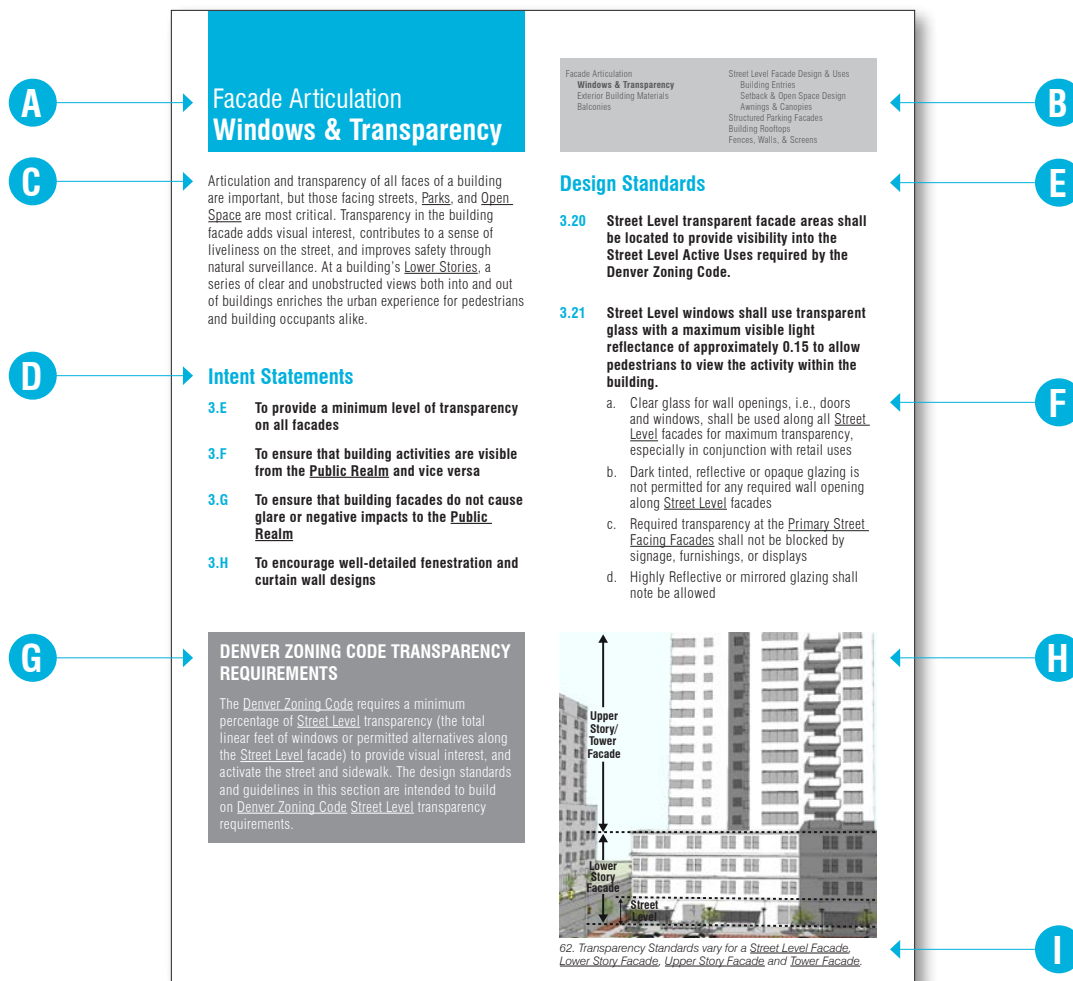 A
Facade Articulation
Windows & Transparency
Facade Articulation
Windows & Transparency
Exterior Building Materials
Balconies
Street Level Facade Design & Uses
Building Entries
Setback & Open Space Design
Awnings & Canopies
Structured Parking Facades
Building Rooftops
Fences, Walls, & Screens
B
C
Articulation and transparency of all faces of a building
are important, but those facing streets, Parks, and Open
Space are most critical. Transparency in the building
facade adds visual interest, contributes to a sense of
liveliness on the street, and improves safety through
natural surveillance. At a building's Lower Stories, a
series of clear and unobstructed views both into and out
of buildings enriches the urban experience for pedestrians
and building occupants alike.
D
Intent Statements
3.E To provide a minimum level of transparency
on all facades
3.F To ensure that building activities are visible
from the Public Realm and vice versa
3.G To ensure that building facades do not cause
glare or negative impacts to the Public
Realm
3.H To encourage well-detailed fenestration and
curtain wall designs
G
DENVER ZONING CODE TRANSPARENCY
REQUIREMENTS
The Denver Zoning Code requires a minimum
percentage of Street Level transparency (the total
linear feet of windows or permitted alternatives along
the Street Level facade) to provide visual interest, and
activate the street and sidewalk. The design standards
and guidelines in this section are intended to build
on Denver Zoning Code Street Level transparency
requirements.
Design Standards
E
3.20 Street Level transparent facade areas shall
be located to provide visibility into the
Street Level Active Uses required by the
Denver Zoning Code.
3.21 Street Level windows shall use transparent
glass with a maximum visible light
reflectance of approximately 0.15 to allow
pedestrians to view the activity within the
building.
a. Clear glass for wall openings, i.e., doors
and windows, shall be used along all Street
Level facades for maximum transparency,
especially in conjunction with retail uses
b. Dark tinted, reflective or opaque glazing is
not permitted for any required wall opening
along Street Level facades
c. Required transparency at the Primary Street
Facing Facades shall not be blocked by
signage, furnishings, or displays
d. Highly Reflective or mirrored glazing shall
note be allowed
F
H
Upper
Story/
Tower
Facade
Lower
Story
Facade
Street
Level
62. Transparency Standards vary for a Street Level Facade,
Lower Story Facade, Upper Story Facade and Tower Facade.
I